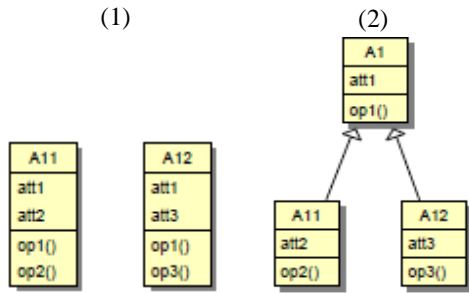 (1)
A11
att1
att2
op1()
op2()
A12
att1
att3
op1()
op3()
(2)
A1
att1
op1()
A11
att2
op2()
A12
att3
op3()